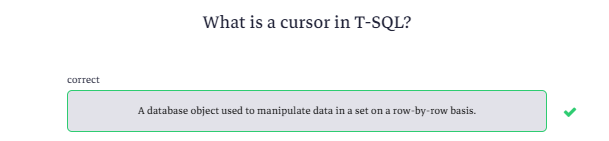 What is a cursor in T-SQL?
correct
A database object used to manipulate data in a set on a row-by-row basis.